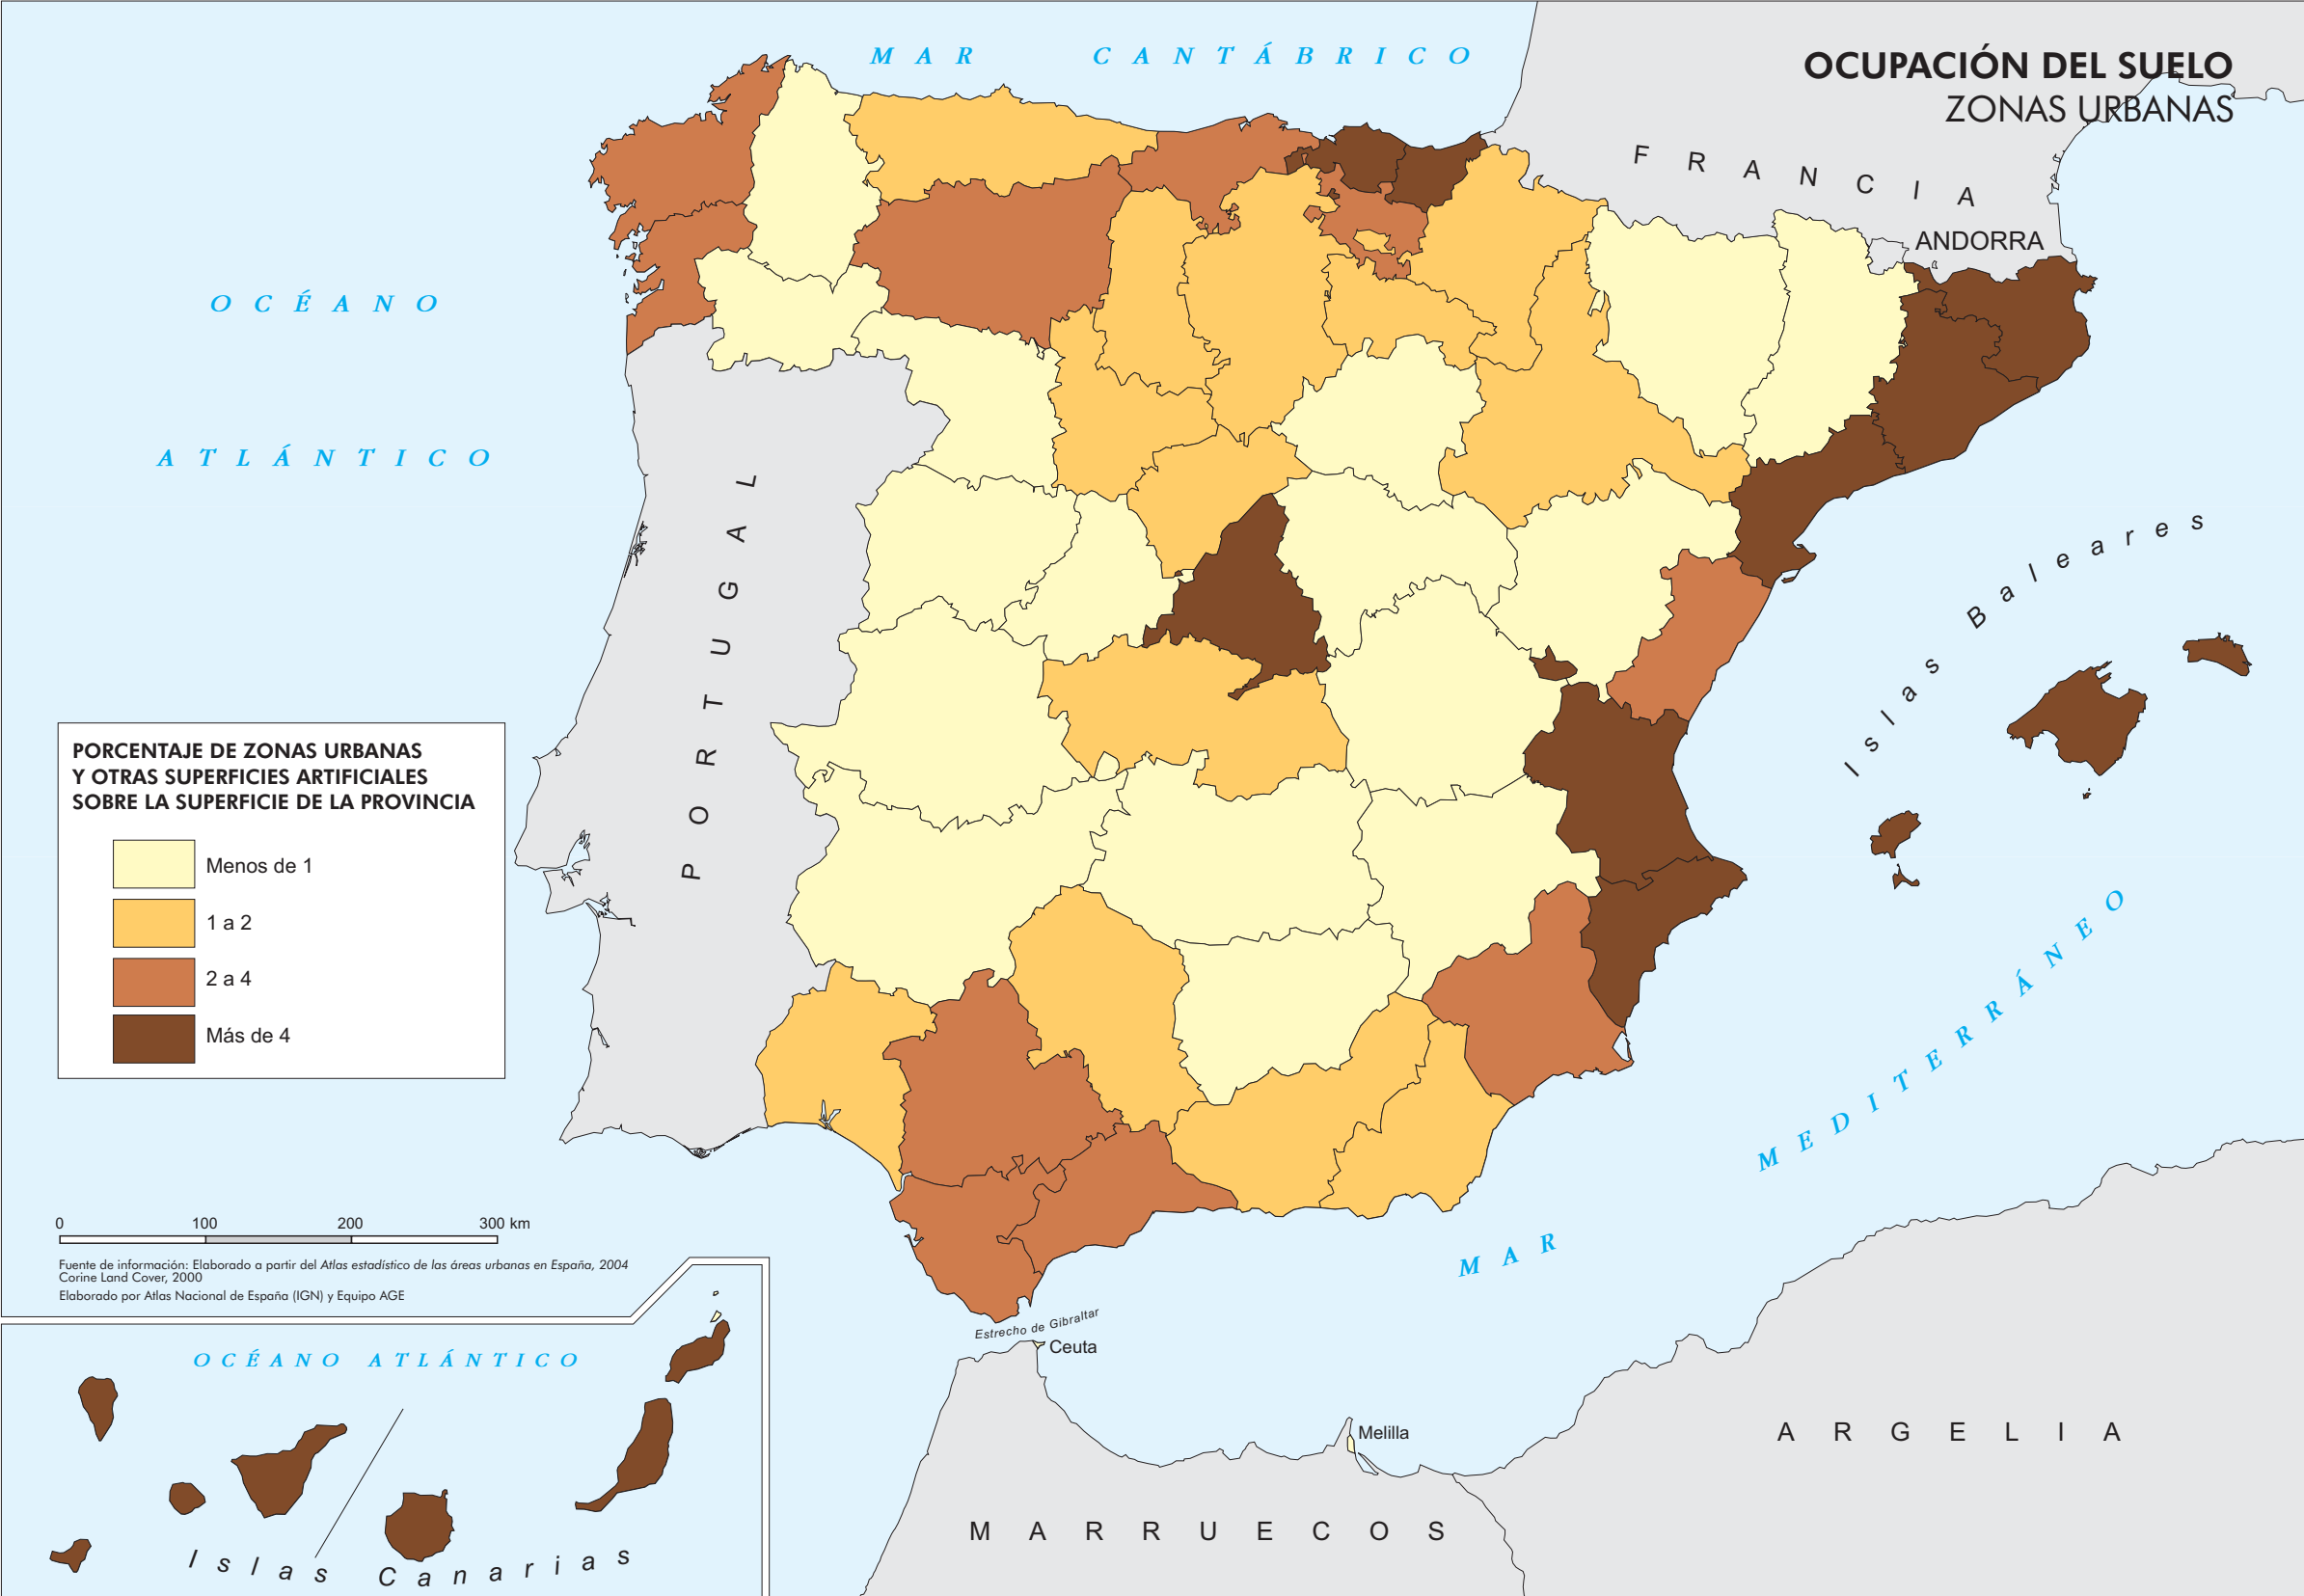 OCUPACIÓN DEL SUELO
ZONAS URBANAS
MAR CANTÁBRICO
FRANCIA
ANDORRA
OCÉANO
ATLÁNTICO
PORTUGAL
Islas Baleares
PORCENTAJE DE ZONAS URBANAS
Y OTRAS SUPERFICIES ARTIFICIALES
SOBRE LA SUPERFICIE DE LA PROVINCIA
Menos de 1
1 a 2
2 a 4
Más de 4
MAR MEDITERRÁNEO
0 100 200 300 km
Fuente de información: Elaborado a partir del Atlas estadístico de las áreas urbanas en España, 2004
Corine Land Cover, 2000
Elaborado por Atlas Nacional de España (IGN) y Equipo AGE
Estrecho de Gibraltar
Ceuta
Melilla
OCÉANO ATLÁNTICO
Islas Canarias
MARRUECOS
ARGELIA